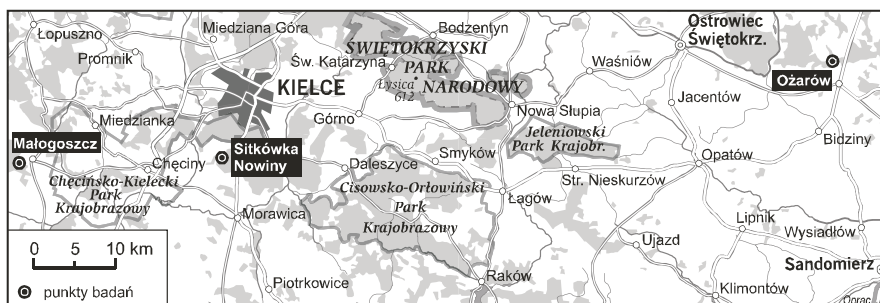 Łopuszno
Miedziana Góra
Bodzentyn
Ostrowiec
Świętokrz.
Promnik
Św. Katarzyna
ŚWIĘTOKRZYSKI
PARK
NARODOWY
Łysica
612
Waśniów
Ożarów
KIELCE
Nowa Słupia
Jacentów
Miedzianka
Górno
Jeleniowski
Park Krajobr.
Bidziny
Małogoszcz
Sitkówka
Nowiny
Smyków
Chęciny
Daleszyce
Opatów
Chęcińsko-Kielecki
Park
Krajobrazowy
Cisowsko-Orłowiński
Park
Krajobrazowy
Łagów
Str. Nieskurzów
Morawica
Lipnik
Wysiadłów
Ujazd
0 5 10 km
Sandomierz
punkty badań
Piotrkowice
Raków
Klimontów